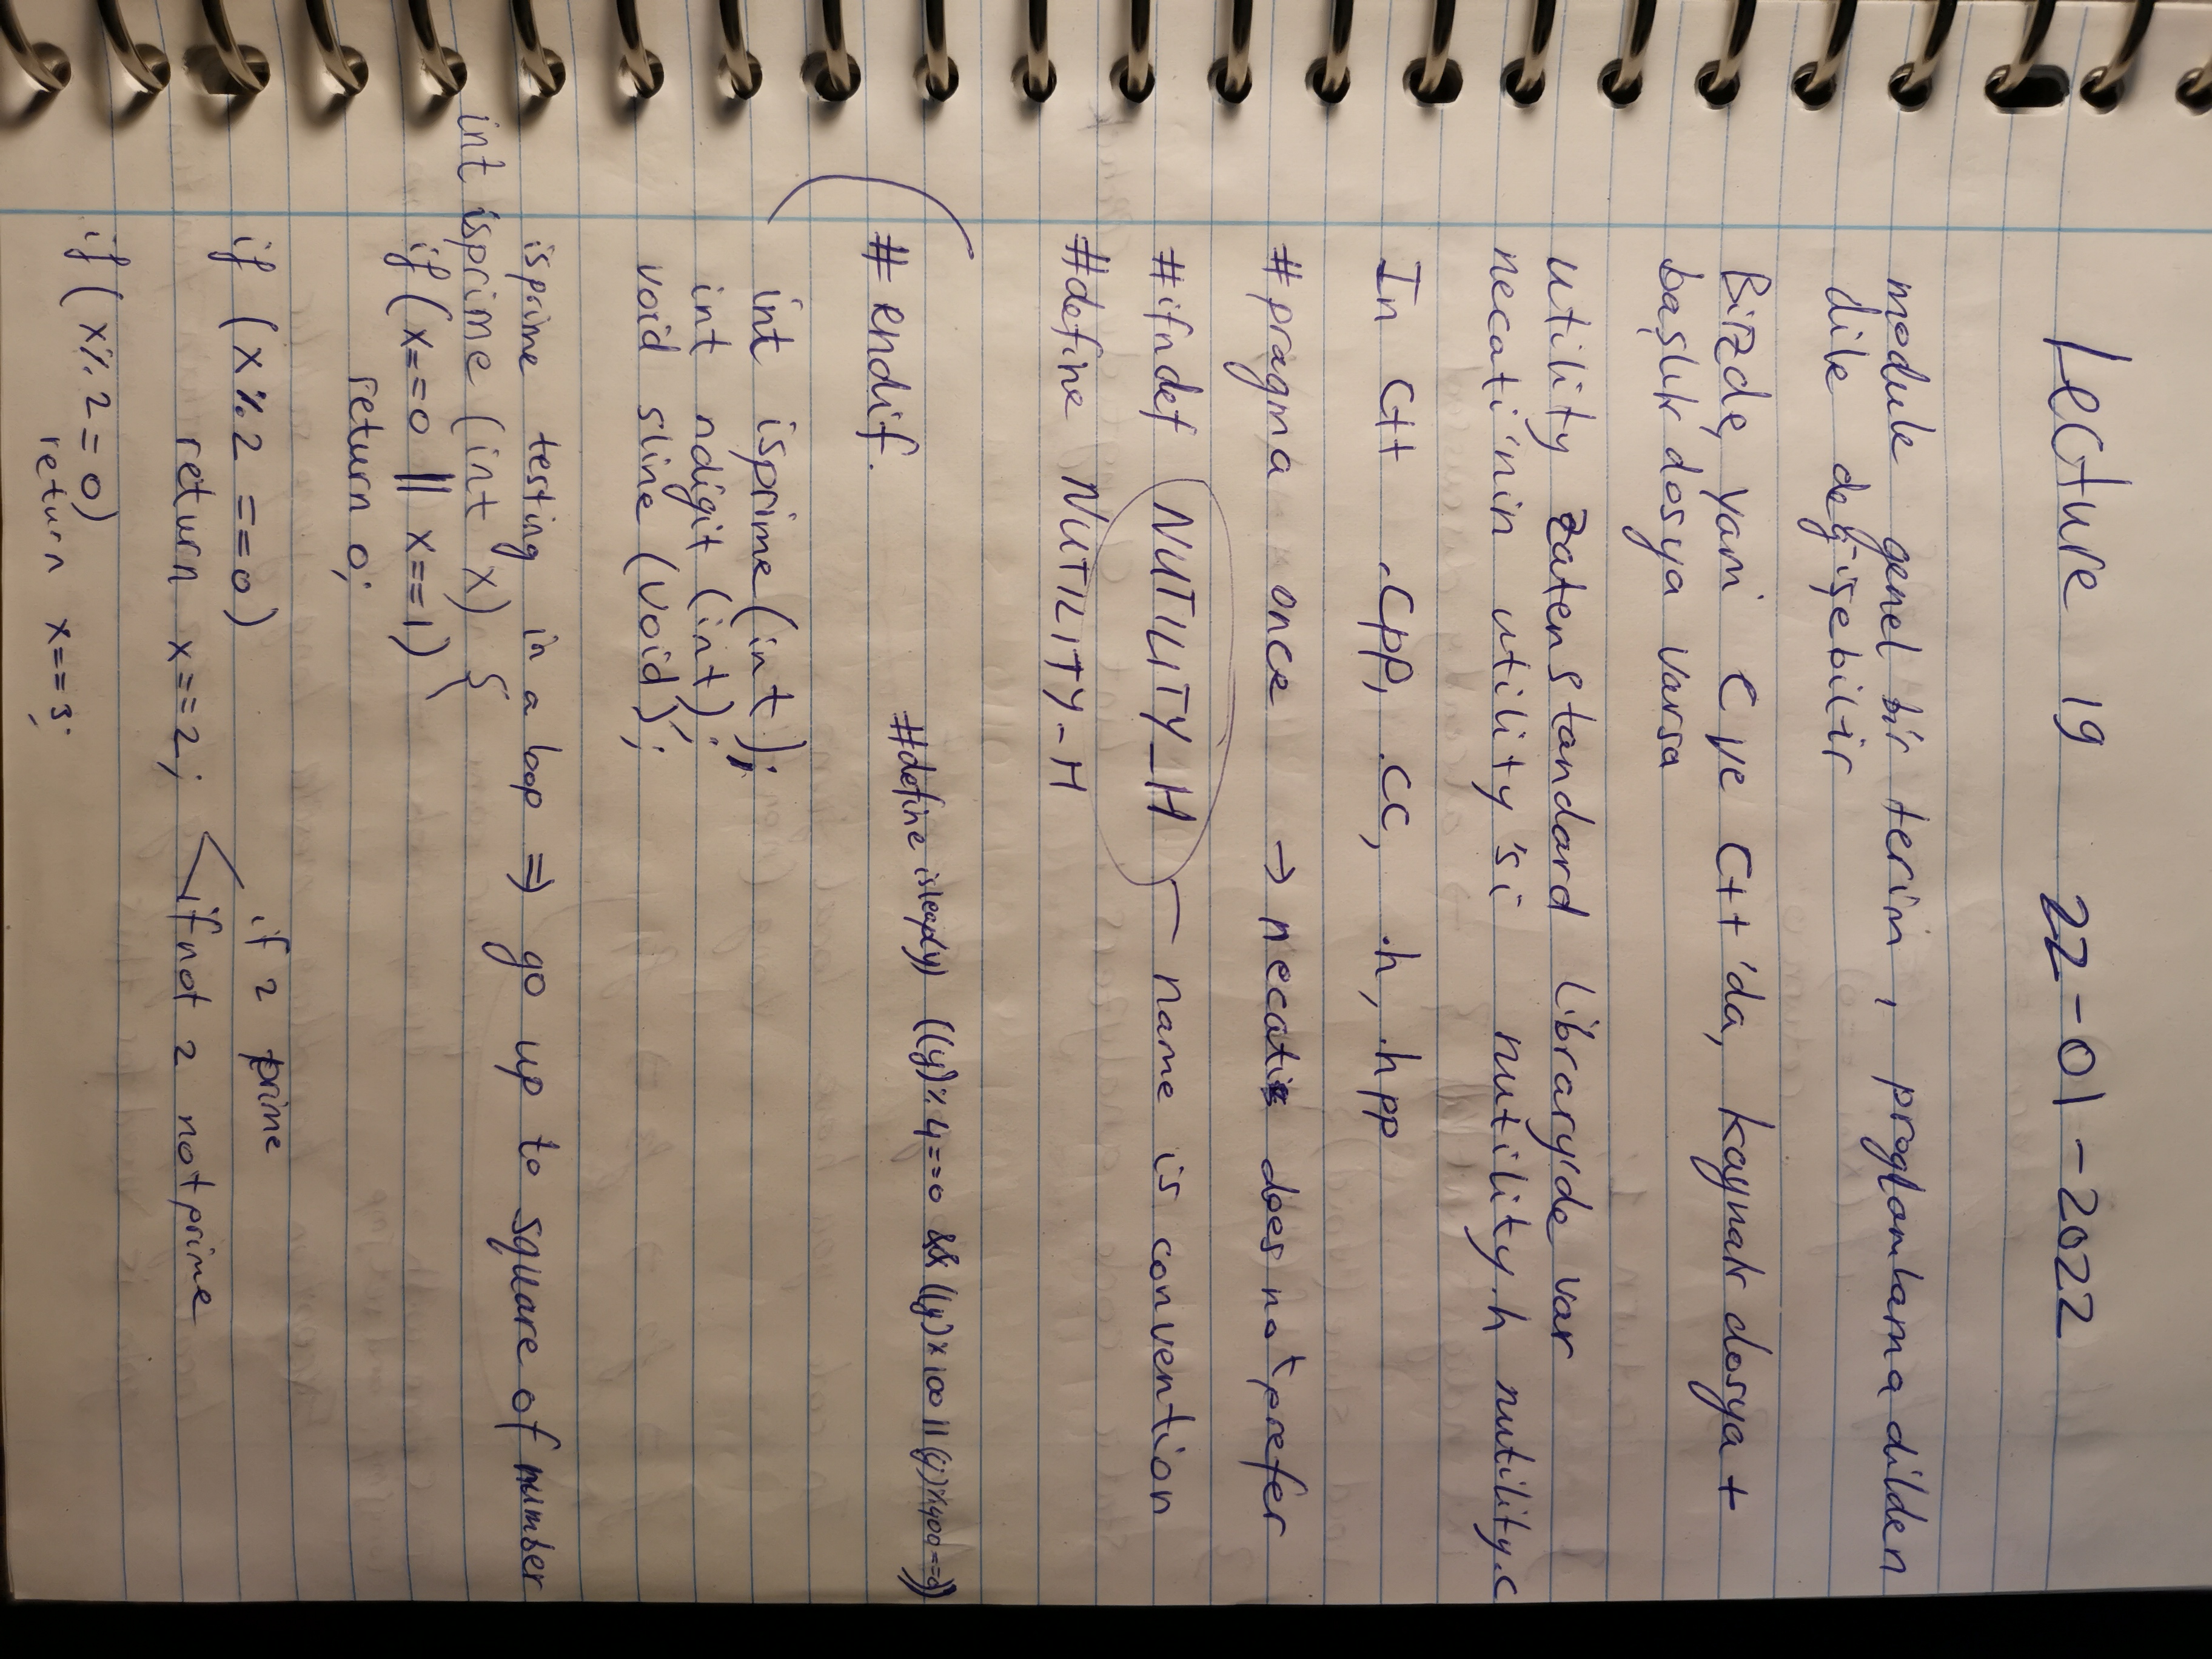 Lecture 19 22-01-2022
module genel bir terim, programlama dilden
dile değişebilir
Bizde, yani C ve C++'da, kaynak dosya +
başlık dosya varsa
utility zaten standard library'de var
necati'nin utility'si nutility.h nutility.c
In C++ .cpp, .cc, .h, .hpp
#pragma once → necati does not prefer
#ifndef NUTILITY_H — name is convention
#define NUTILITY_H
#define isleap(y) ((y)%4==0 && ((y)%100 || (y)%400==0))
# endif.
int isprime(int);
int ndigit (int);
void sline (void);
isprime testing in a loop ⇒ go up to square of number
int isprime (int x) {
if (x==0 || x==1)
return 0;
if (x%2 ==0)
if 2 prime
return x==2; < if not 2 not prime
if (x%2=0)
return x==3;